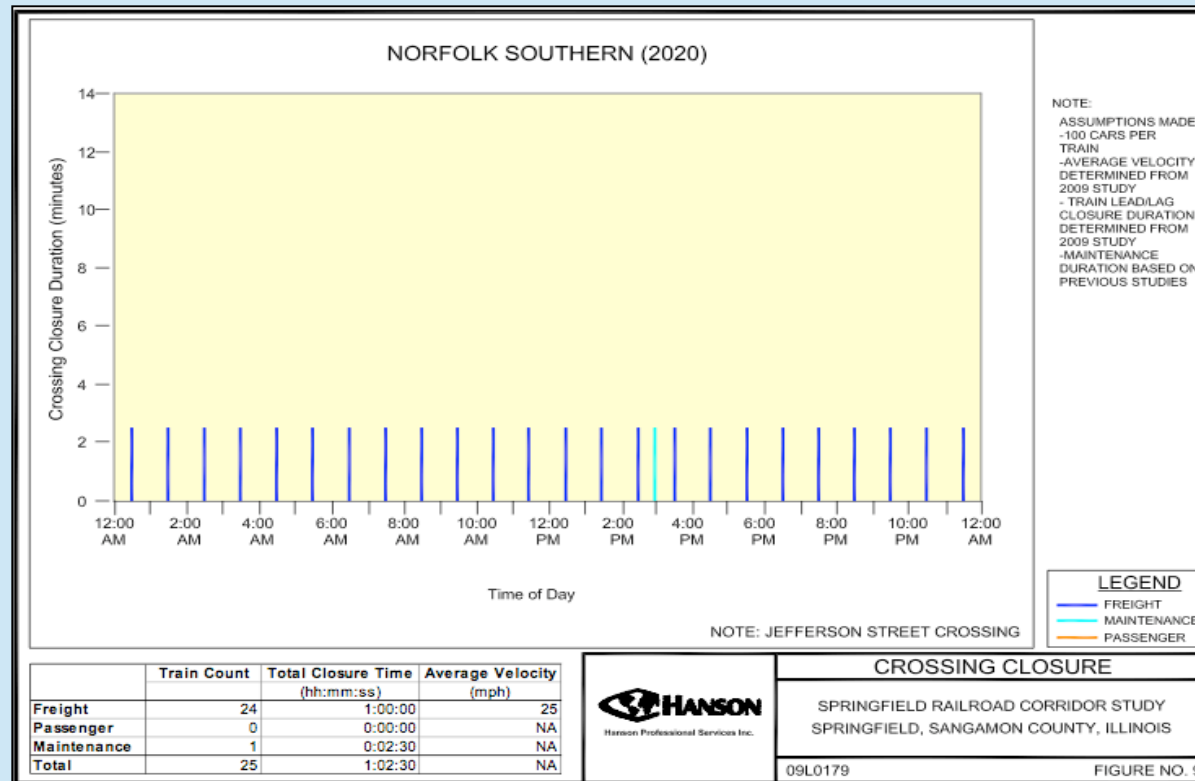 NORFOLK SOUTHERN (2020)
14
12
10
8
6
4
2
0
Crossing Closure Duration (minutes)
12:00 2:00 4:00 6:00 8:00 10:00 12:00 2:00 4:00 6:00 8:00 10:00 12:00
AM AM AM AM AM AM PM PM PM PM PM PM AM
Time of Day
NOTE: JEFFERSON STREET CROSSING
NOTE:
ASSUMPTIONS MADE
-100 CARS PER
TRAIN
-AVERAGE VELOCITY
DETERMINED FROM
2009 STUDY
- TRAIN LEAD/LAG
CLOSURE DURATION
DETERMINED FROM
2009 STUDY
-MAINTENANCE
DURATION BASED ON
PREVIOUS STUDIES
LEGEND
FREIGHT
MAINTENANCE
PASSENGER
Train Count Total Closure Time Average Velocity
(hh:mm:ss) (mph)
Freight 24 1:00:00 25
Passenger 0 0:00:00 NA
Maintenance 1 0:02:30 NA
Total 25 1:02:30 NA
HANSON
Hanson Professional Services Inc.
CROSSING CLOSURE
SPRINGFIELD RAILROAD CORRIDOR STUDY
SPRINGFIELD, SANGAMON COUNTY, ILLINOIS
09L0179 FIGURE NO.